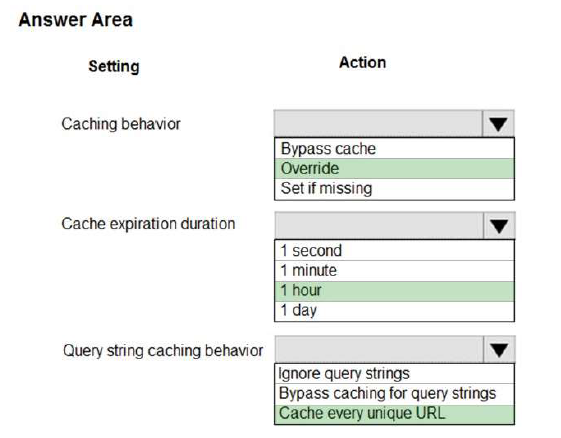 Answer Area
Setting Action
Caching behavior
Bypass cache
Override
Set if missing
Cache expiration duration
1 second
1 minute
1 hour
1 day
Query string caching behavior
Ignore query strings
Bypass caching for query strings
Cache every unique URL